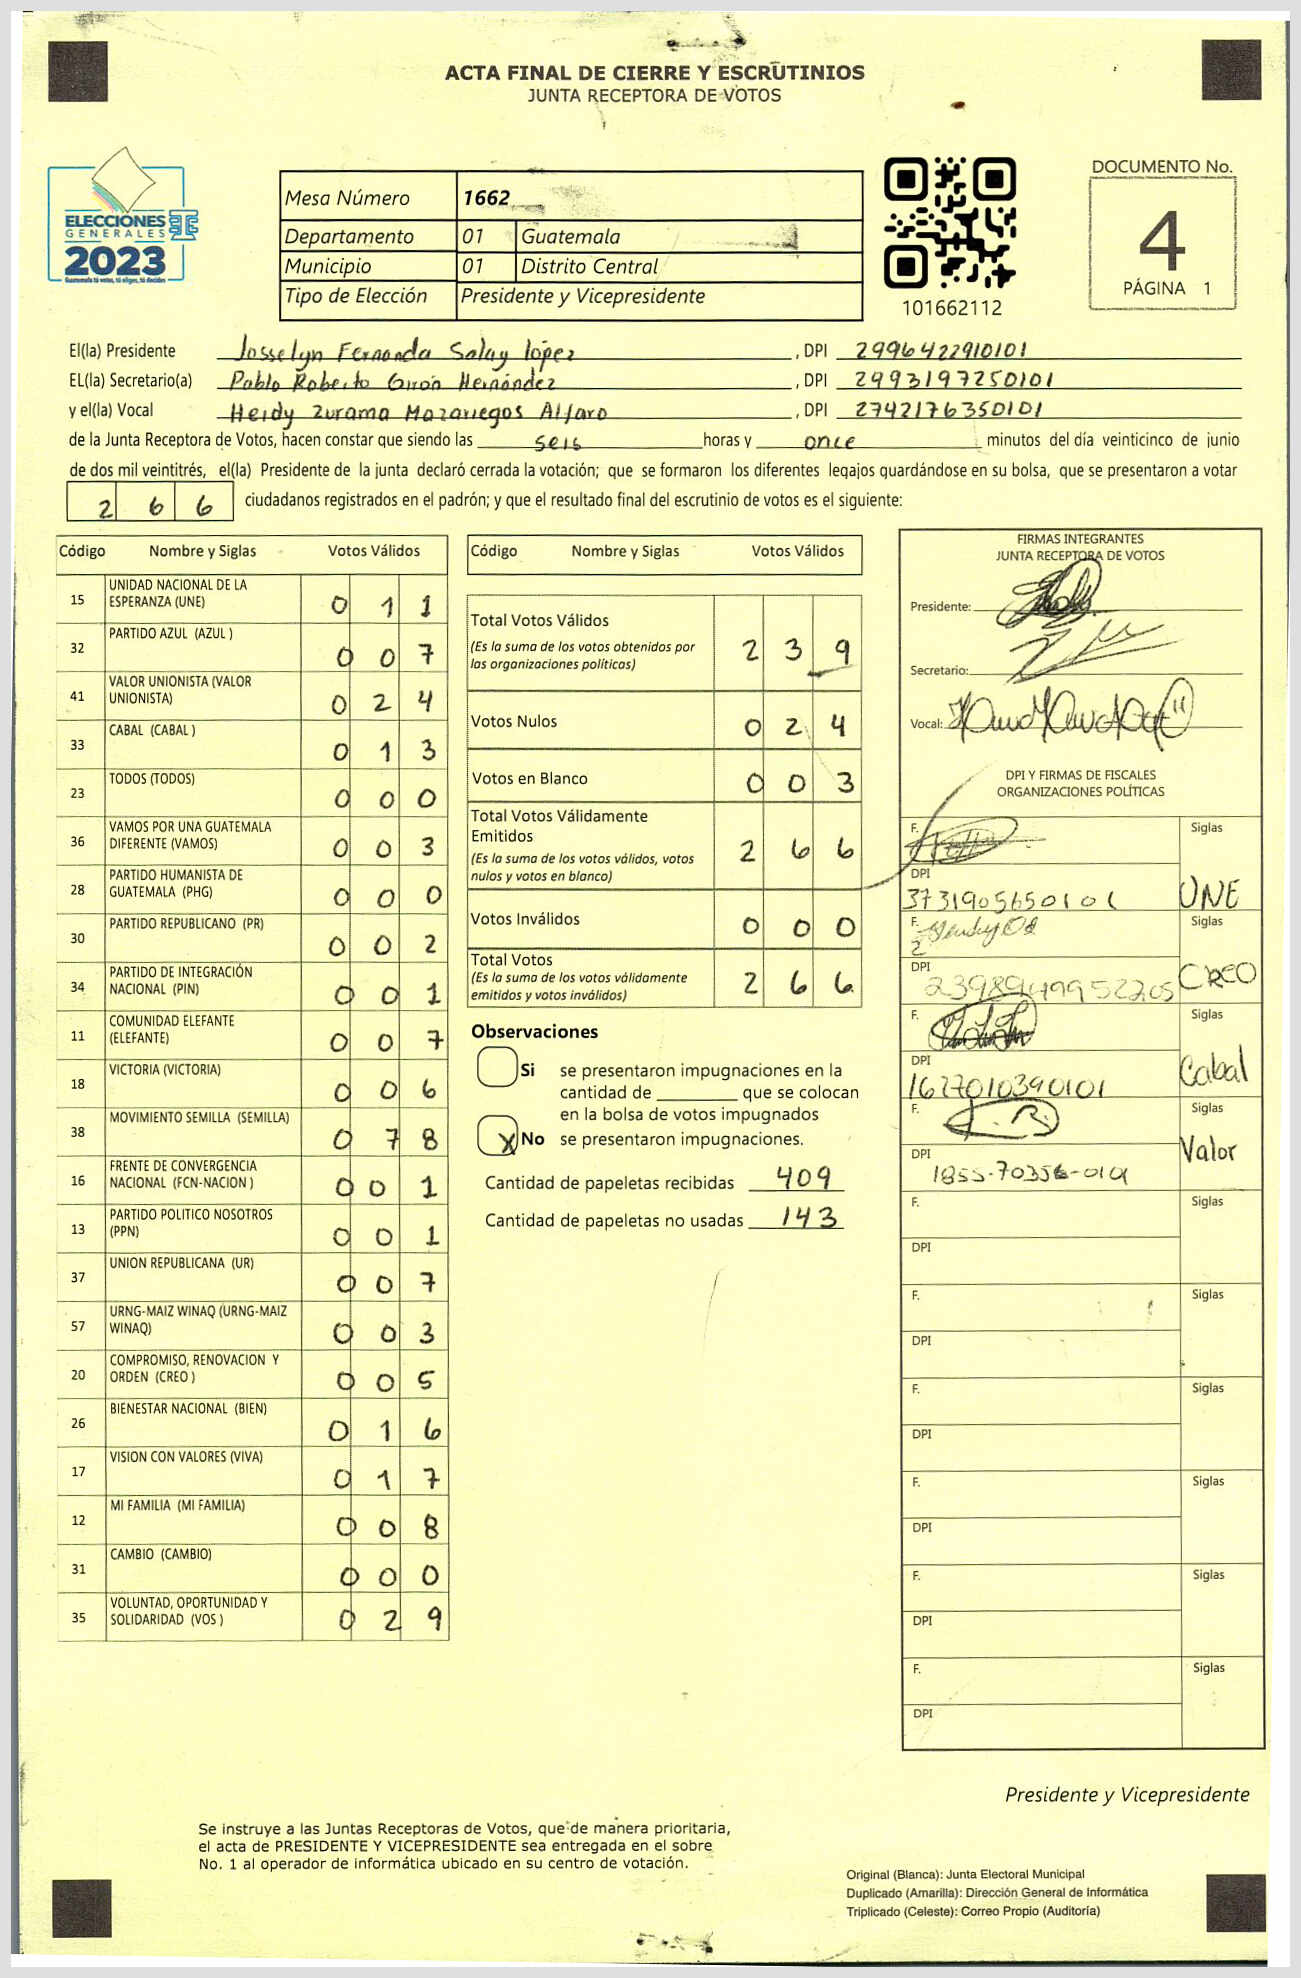 ACTA FINAL DE CIERRE Y ESCRUTINIOS
JUNTA RECEPTORA DE VOTOS
ELECCIONES
GENERALES
2023
Guatemala tú votas, tú eliges, tú decides
Mesa Número 1662
Departamento 01 Guatemala
Municipio 01 Distrito Central
Tipo de Elección Presidente y Vicepresidente
101662112
DOCUMENTO No.
4
PÁGINA 1
El(la) Presidente Josselyn Fernanda Salay López, DPI 2996422910101
EL(la) Secretario(a) Pablo Roberto Girón Hernández, DPI 2993197250101
y el(la) Vocal Heidy Zurama Mazariegos Alfaro, DPI 2742176350101
de la Junta Receptora de Votos, hacen constar que siendo las seis horas y once minutos del día veinticinco de junio
de dos mil veintitrés, el(la) Presidente de la junta declaró cerrada la votación; que se formaron los diferentes legajos guardándose en su bolsa, que se presentaron a votar
2 6 6 ciudadanos registrados en el padrón; y que el resultado final del escrutinio de votos es el siguiente:
Código Nombre y Siglas Votos Válidos
15 UNIDAD NACIONAL DE LA ESPERANZA (UNE) 0 1 1
32 PARTIDO AZUL (AZUL ) 0 0 7
41 VALOR UNIONISTA (VALOR UNIONISTA) 0 2 4
33 CABAL (CABAL ) 0 1 3
23 TODOS (TODOS) 0 0 0
36 VAMOS POR UNA GUATEMALA DIFERENTE (VAMOS) 0 0 3
28 PARTIDO HUMANISTA DE GUATEMALA (PHG) 0 0 0
30 PARTIDO REPUBLICANO (PR) 0 0 2
34 PARTIDO DE INTEGRACIÓN NACIONAL (PIN) 0 0 1
11 COMUNIDAD ELEFANTE (ELEFANTE) 0 0 7
18 VICTORIA (VICTORIA) 0 0 6
38 MOVIMIENTO SEMILLA (SEMILLA) 0 7 8
16 FRENTE DE CONVERGENCIA NACIONAL (FCN-NACION ) 0 0 1
13 PARTIDO POLITICO NOSOTROS (PPN) 0 0 1
37 UNION REPUBLICANA (UR) 0 0 7
57 URNG-MAIZ WINAQ (URNG-MAIZ WINAQ) 0 0 3
20 COMPROMISO, RENOVACION Y ORDEN (CREO ) 0 0 5
26 BIENESTAR NACIONAL (BIEN) 0 1 6
17 VISION CON VALORES (VIVA) 0 1 7
12 MI FAMILIA (MI FAMILIA) 0 0 8
31 CAMBIO (CAMBIO) 0 0 0
35 VOLUNTAD, OPORTUNIDAD Y SOLIDARIDAD (VOS ) 0 2 9
Código Nombre y Siglas Votos Válidos
Total Votos Válidos 2 3 9
(Es la suma de los votos obtenidos por
las organizaciones políticas)
Votos Nulos 0 2 4
Votos en Blanco 0 0 3
Total Votos Válidamente
Emitidos 2 6 6
(Es la suma de los votos válidos, votos
nulos y votos en blanco)
Votos Inválidos 0 0 0
Total Votos 2 6 6
(Es la suma de los votos válidamente
emitidos y votos inválidos)
Observaciones
Si se presentaron impugnaciones en la
cantidad de ________ que se colocan
en la bolsa de votos impugnados
X No se presentaron impugnaciones.
Cantidad de papeletas recibidas 409
Cantidad de papeletas no usadas 143
FIRMAS INTEGRANTES
JUNTA RECEPTORA DE VOTOS
Presidente:
Secretario:
Vocal:
DPI Y FIRMAS DE FISCALES
ORGANIZACIONES POLÍTICAS
F. Siglas
DPI 3731905650101 UNE
F. Siglas
DPI CREO
F. Siglas
DPI 1627010390101 Cabal
F. Siglas
DPI 1855-70356-0101 Valor
F. Siglas
DPI
F. Siglas
DPI
F. Siglas
DPI
F. Siglas
DPI
F. Siglas
DPI
F. Siglas
DPI
Presidente y Vicepresidente
Se instruye a las Juntas Receptoras de Votos, que de manera prioritaria,
el acta de PRESIDENTE Y VICEPRESIDENTE sea entregada en el sobre
No. 1 al operador de informática ubicado en su centro de votación.
Original (Blanca): Junta Electoral Municipal
Duplicado (Amarilla): Dirección General de Informática
Triplicado (Celeste): Correo Propio (Auditoría)